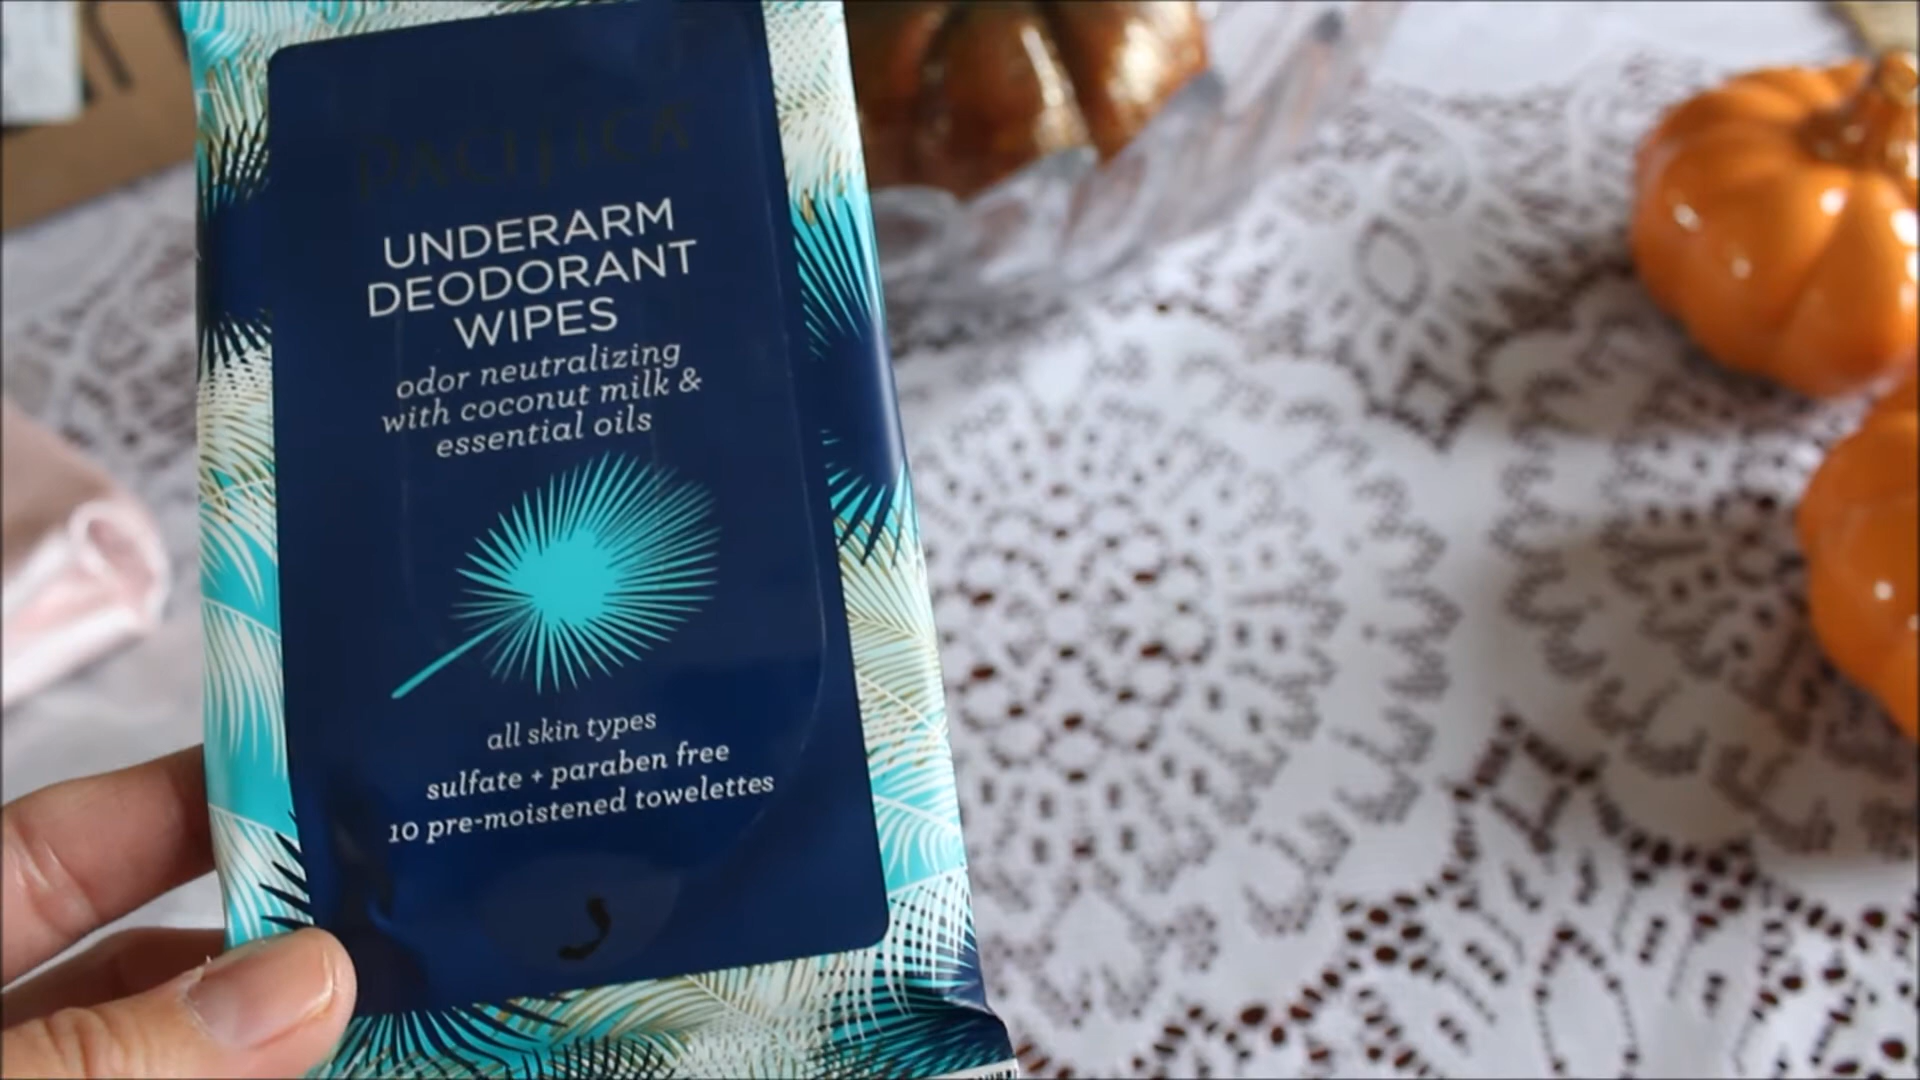 PACIFICA
UNDERARM
DEODORANT
WIPES
odor neutralizing
with coconut milk &
essential oils
all skin types
sulfate + paraben free
10 pre-moistened towelettes